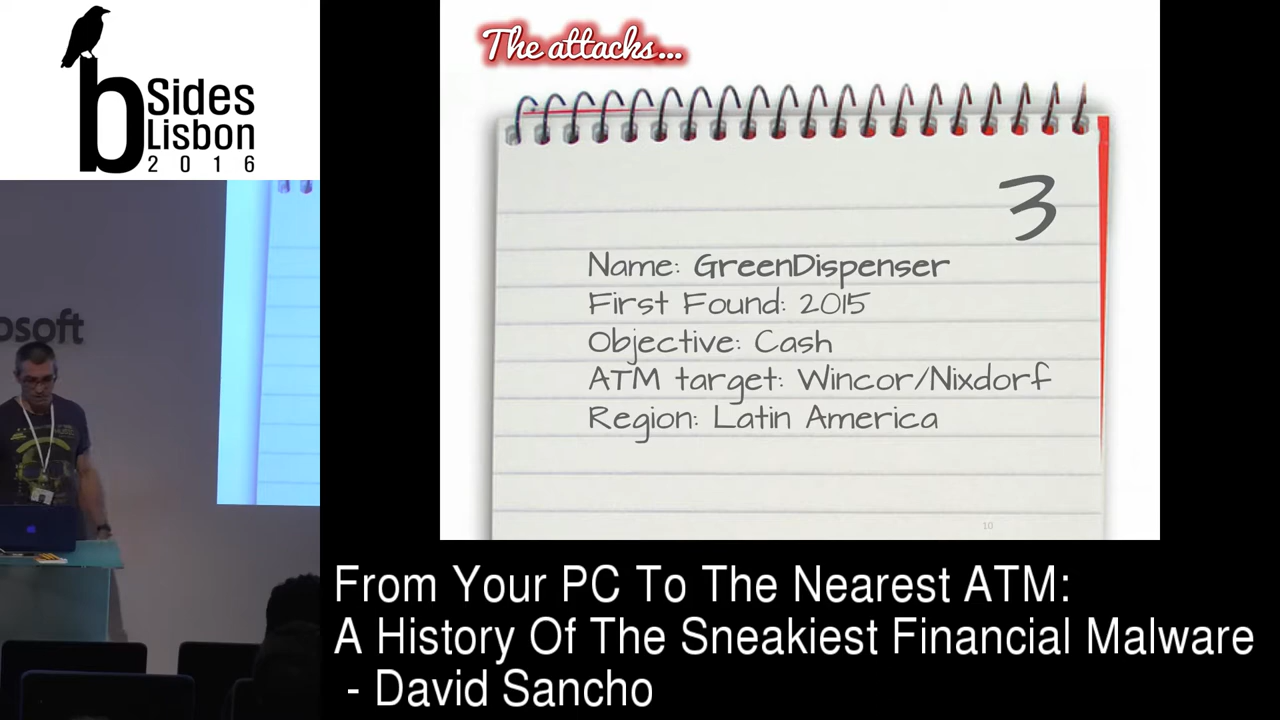 bSides
Lisbon
2016
The attacks...
3
Name: GreenDispenser
First Found: 2015
Objective: Cash
ATM target: Wincor/Nixdorf
Region: Latin America
10
osoft
From Your PC To The Nearest ATM:
A History Of The Sneakiest Financial Malware
- David Sancho